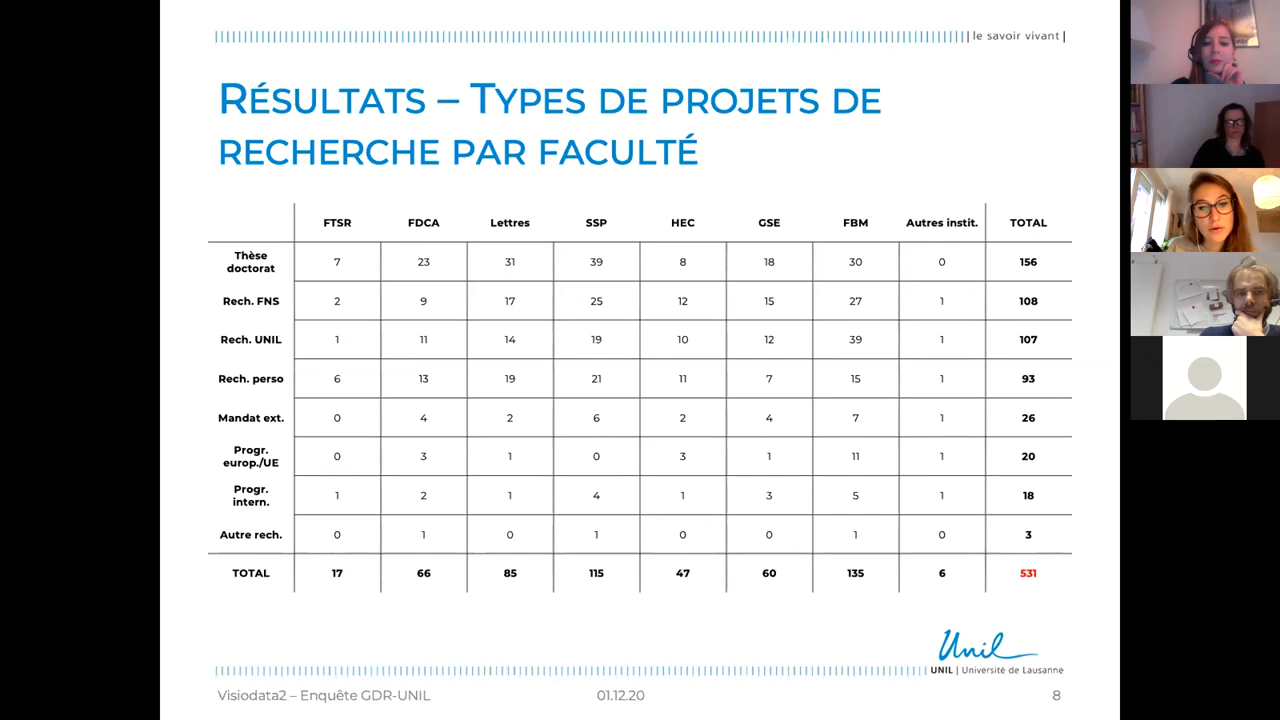 le savoir vivant
RÉSULTATS – TYPES DE PROJETS DE
RECHERCHE PAR FACULTÉ
FTSR FDCA Lettres SSP HEC GSE FBM Autres instit. TOTAL
Thèse
doctorat 7 23 31 39 8 18 30 0 156
Rech. FNS 2 9 17 25 12 15 27 1 108
Rech. UNIL 1 11 14 19 10 12 39 1 107
Rech. perso 6 13 19 21 11 7 15 1 93
Mandat ext. 0 4 2 6 2 4 7 1 26
Progr.
europ./UE 0 3 1 0 3 1 11 1 20
Progr.
intern. 1 2 1 4 1 3 5 1 18
Autre rech. 0 1 0 1 0 0 1 0 3
TOTAL 17 66 85 115 47 60 135 6 531
Unil
UNIL | Université de Lausanne
Visiodata2 – Enquête GDR-UNIL 01.12.20 8